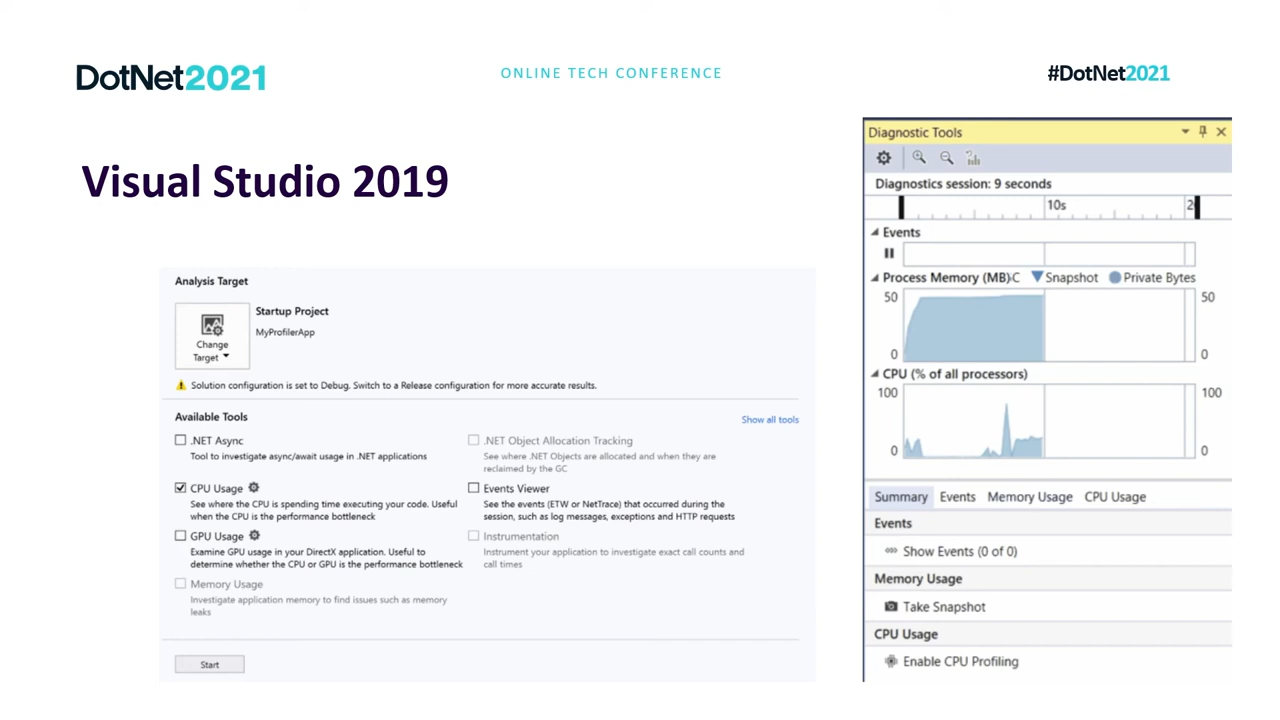 DotNet2021
ONLINE TECH CONFERENCE
#DotNet2021
Visual Studio 2019
Analysis Target
Change
Target
Startup Project
MyProfilerApp
Solution configuration is set to Debug. Switch to a Release configuration for more accurate results.
Available Tools
Show all tools
.NET Async
Tool to investigate async/await usage in .NET applications
CPU Usage
See where the CPU is spending time executing your code. Useful
when the CPU is the performance bottleneck
GPU Usage
Examine GPU usage in your DirectX application. Useful to
determine whether the CPU or GPU is the performance bottleneck
Memory Usage
Investigate application memory to find issues such as memory
leaks
.NET Object Allocation Tracking
See where .NET Objects are allocated and when they are
reclaimed by the GC
Events Viewer
See the events (ETW or NetTrace) that occurred during the
session, such as log messages, exceptions and HTTP requests
Instrumentation
Instrument your application to investigate exact call counts and
call times
Start
Diagnostic Tools
Diagnostics session: 9 seconds
10s
Events
Process Memory (MB)
Snapshot
Private Bytes
50
50
0
0
CPU (% of all processors)
100
100
0
0
Summary Events Memory Usage CPU Usage
Events
Show Events (0 of 0)
Memory Usage
Take Snapshot
CPU Usage
Enable CPU Profiling